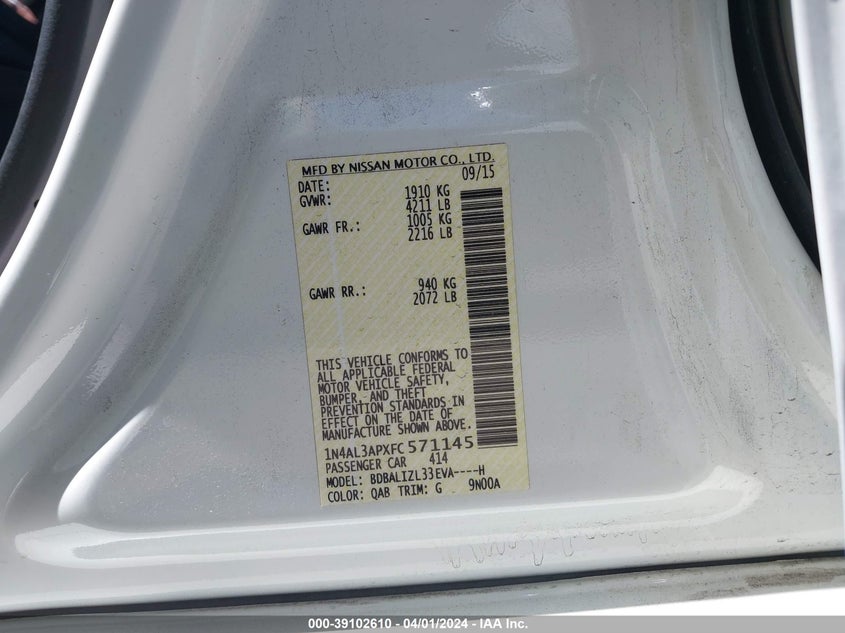 MFD BY NISSAN MOTOR CO., LTD.
DATE: 09/15
GVWR: 1910 KG
4211 LB
GAWR FR.: 1005 KG
2216 LB
GAWR RR.: 940 KG
2072 LB
THIS VEHICLE CONFORMS TO
ALL APPLICABLE FEDERAL
MOTOR VEHICLE SAFETY,
BUMPER, AND THEFT
PREVENTION STANDARDS IN
EFFECT ON THE DATE OF
MANUFACTURE SHOWN ABOVE.
1N4AL3APXFC571145
PASSENGER CAR 414
MODEL: BDBALIZL33EVA----H
COLOR: QAB TRIM: G 9N00A
000-39102610 - 04/01/2024 - IAA Inc.